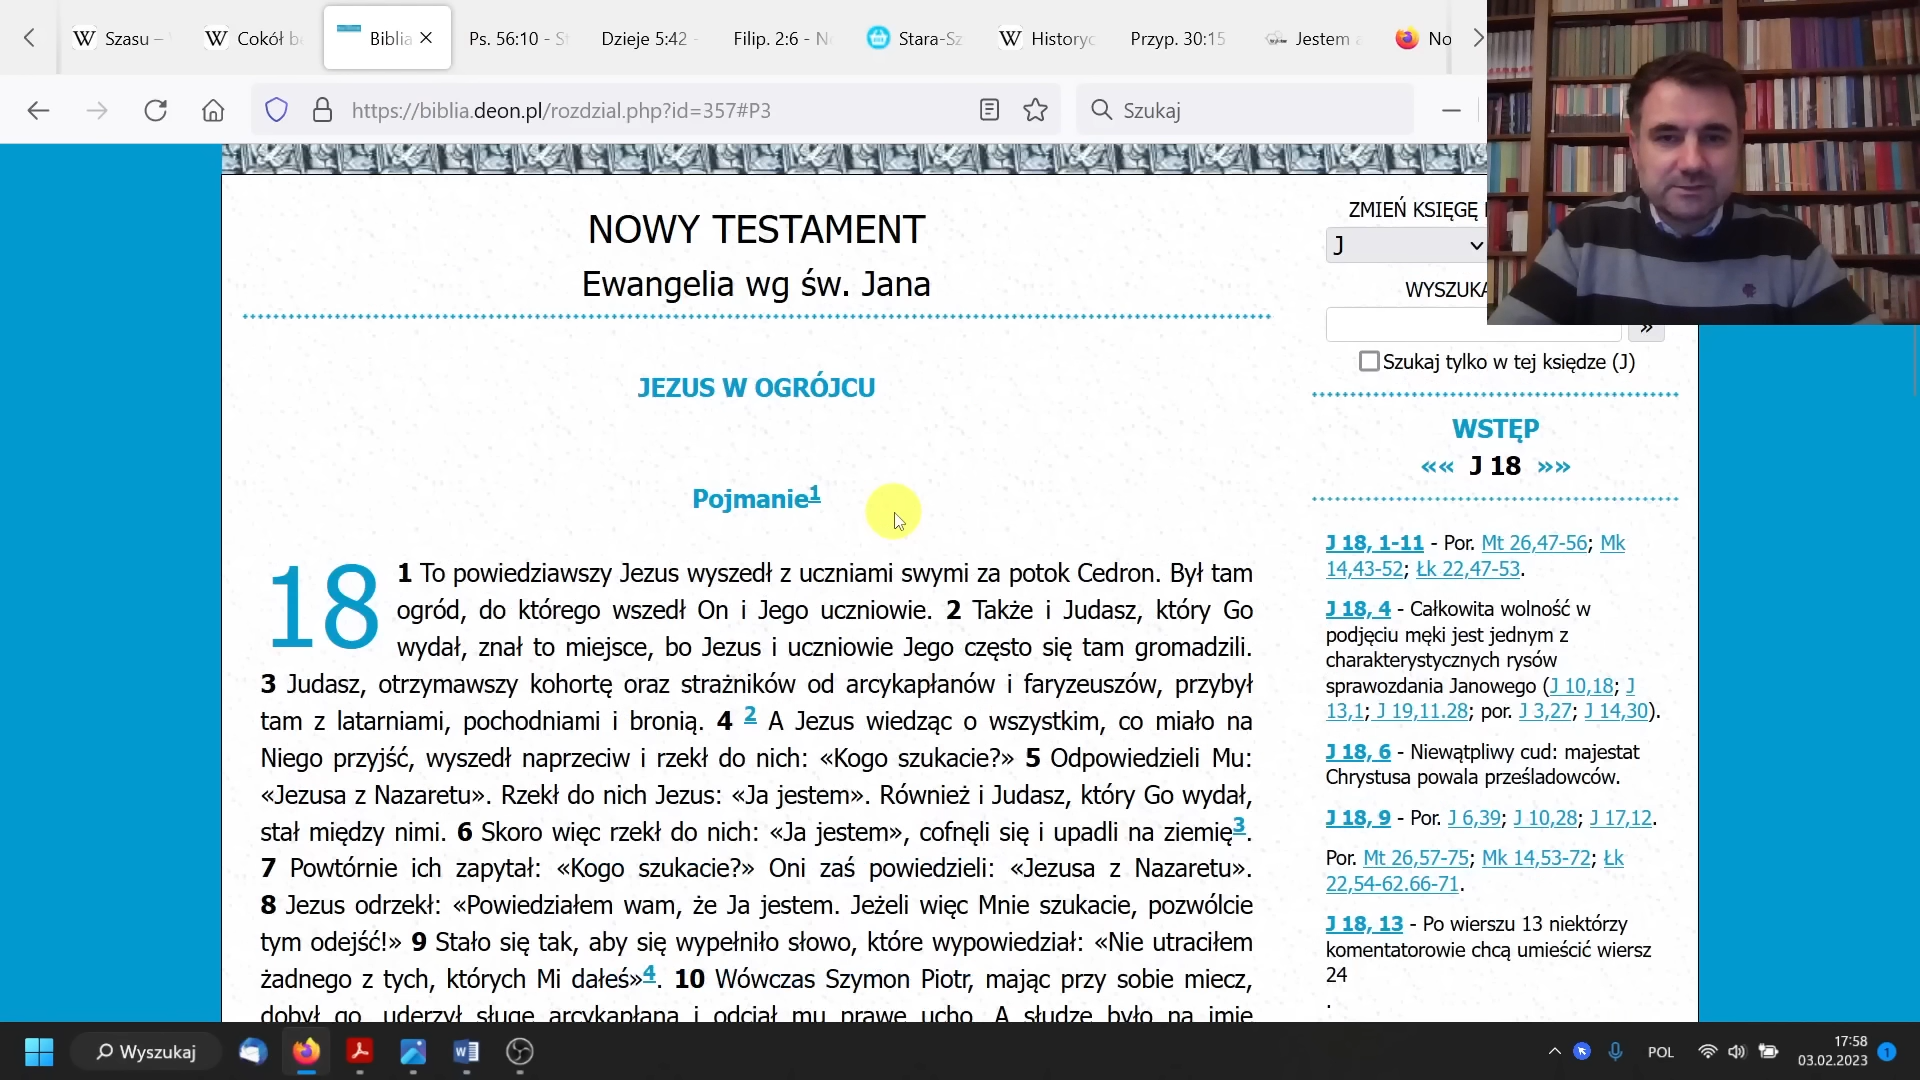 Szasu –
Cokół b
Biblia
Ps. 56:10 - S
Dzieje 5:42 -
Filip. 2:6 - N
Stara-Sz
Historyc
Przyp. 30:15
Jestem
No
https://biblia.deon.pl/rozdzial.php?id=357#P3
Szukaj
NOWY TESTAMENT
Ewangelia wg św. Jana
JEZUS W OGRÓJCU
Pojmanie1
18
1 To powiedziawszy Jezus wyszedł z uczniami swymi za potok Cedron. Był tam
ogród, do którego wszedł On i Jego uczniowie. 2 Także i Judasz, który Go
wydał, znał to miejsce, bo Jezus i uczniowie Jego często się tam gromadzili.
3 Judasz, otrzymawszy kohortę oraz strażników od arcykapłanów i faryzeuszów, przybył
tam z latarniami, pochodniami i bronią. 4 2 A Jezus wiedząc o wszystkim, co miało na
Niego przyjść, wyszedł naprzeciw i rzekł do nich: «Kogo szukacie?» 5 Odpowiedzieli Mu:
«Jezusa z Nazaretu». Rzekł do nich Jezus: «Ja jestem». Również i Judasz, który Go wydał,
stał między nimi. 6 Skoro więc rzekł do nich: «Ja jestem», cofnęli się i upadli na ziemię3.
7 Powtórnie ich zapytał: «Kogo szukacie?» Oni zaś powiedzieli: «Jezusa z Nazaretu».
8 Jezus odrzekł: «Powiedziałem wam, że Ja jestem. Jeżeli więc Mnie szukacie, pozwólcie
tym odejść!» 9 Stało się tak, aby się wypełniło słowo, które wypowiedział: «Nie utraciłem
żadnego z tych, których Mi dałeś»4. 10 Wówczas Szymon Piotr, mając przy sobie miecz,
dobył go, uderzył sługę arcykapłana i odciął mu prawe ucho. A słudze było na imię
ZMIEŃ KSIĘGĘ
J
WYSZUKA
»
Szukaj tylko w tej księdze (J)
WSTĘP
«« J 18 »»
J 18, 1-11 - Por. Mt 26,47-56; Mk
14,43-52; Łk 22,47-53.
J 18, 4 - Całkowita wolność w
podjęciu męki jest jednym z
charakterystycznych rysów
sprawozdania Janowego (J 10,18; J
13,1; J 19,11.28; por. J 3,27; J 14,30).
J 18, 6 - Niewątpliwy cud: majestat
Chrystusa powala prześladowców.
J 18, 9 - Por. J 6,39; J 10,28; J 17,12.
Por. Mt 26,57-75; Mk 14,53-72; Łk
22,54-62.66-71.
J 18, 13 - Po wierszu 13 niektórzy
komentatorowie chcą umieścić wiersz
24
.
Wyszukaj
POL
17:58
03.02.2023
1